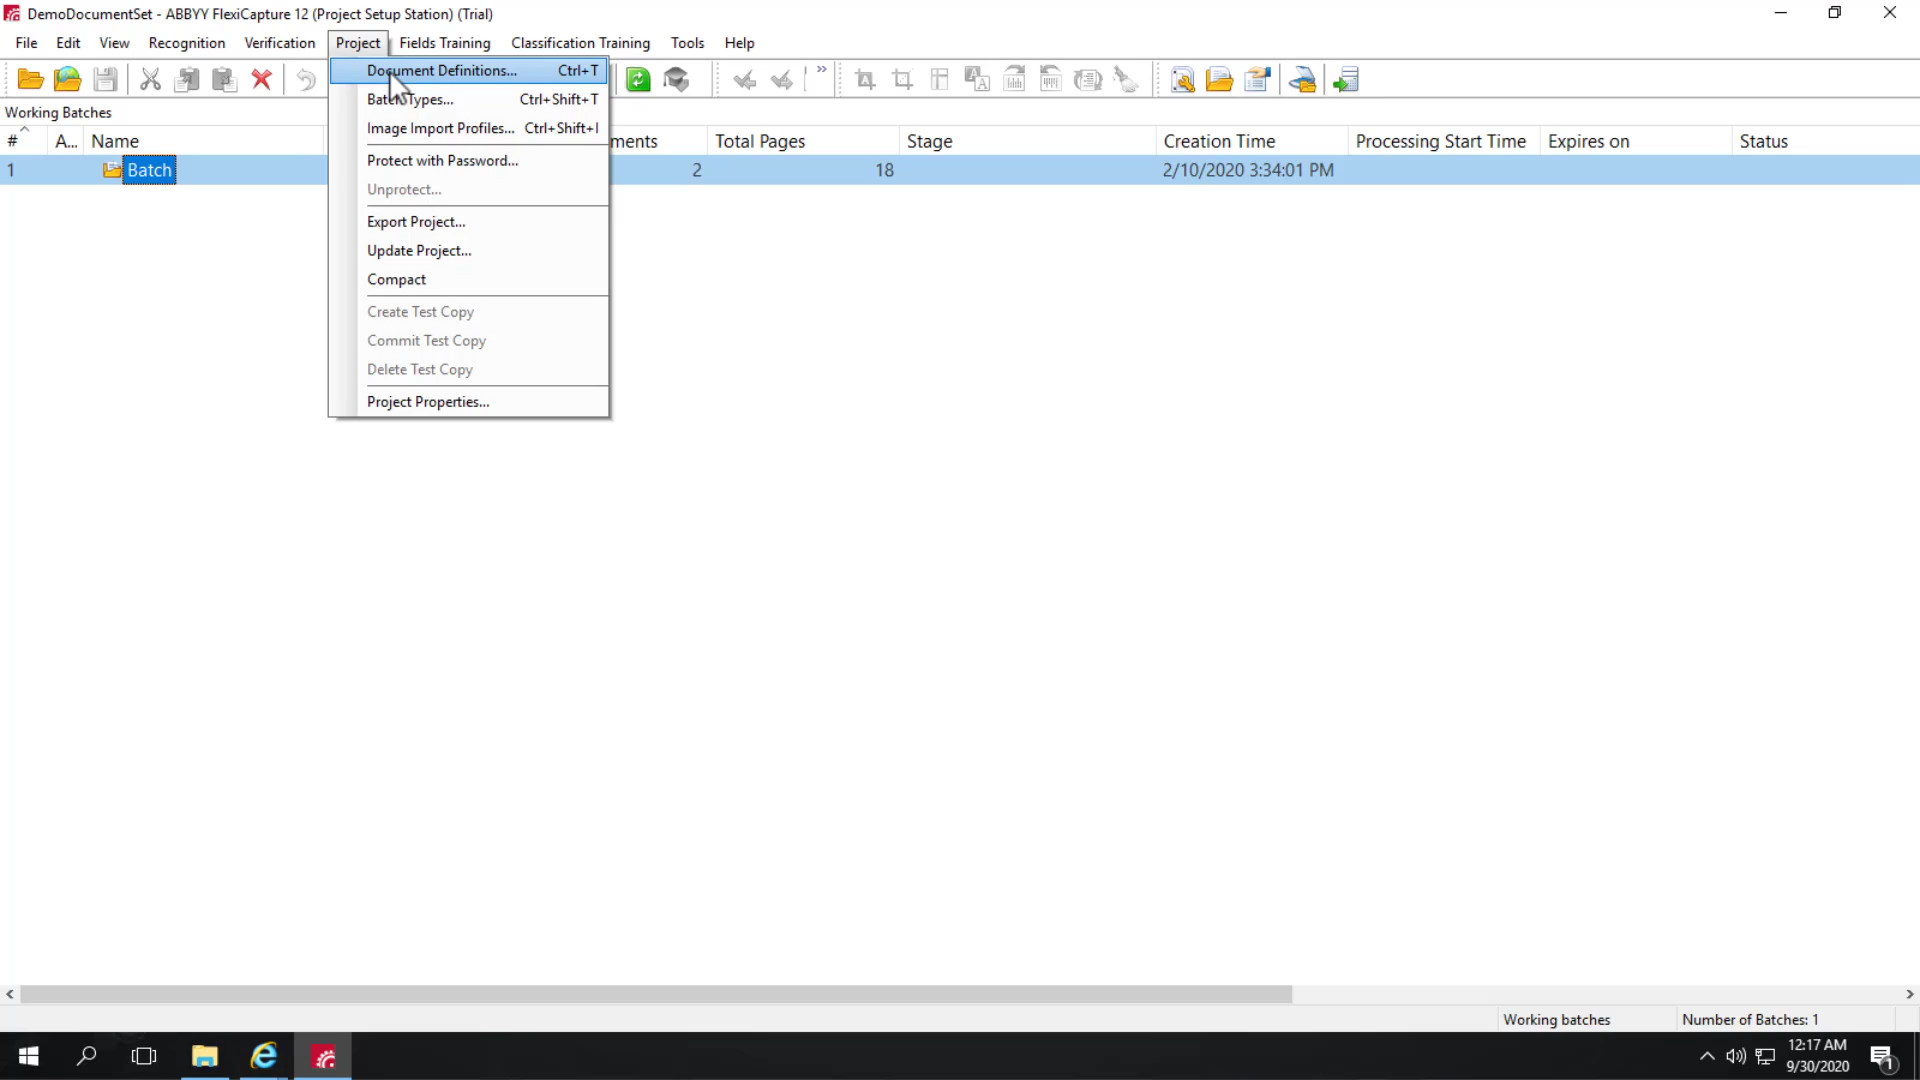 DemoDocumentSet - ABBYY FlexiCapture 12 (Project Setup Station) (Trial)
File Edit View Recognition Verification Project Fields Training Classification Training Tools Help
Document Definitions... Ctrl+T
Batch Types... Ctrl+Shift+T
Image Import Profiles... Ctrl+Shift+I
Protect with Password...
Unprotect...
Export Project...
Update Project...
Compact
Create Test Copy
Commit Test Copy
Delete Test Copy
Project Properties...
Working Batches
# A... Name ments Total Pages Stage Creation Time Processing Start Time Expires on Status
1 Batch 2 18 2/10/2020 3:34:01 PM
Working batches Number of Batches: 1
12:17 AM
9/30/2020
1